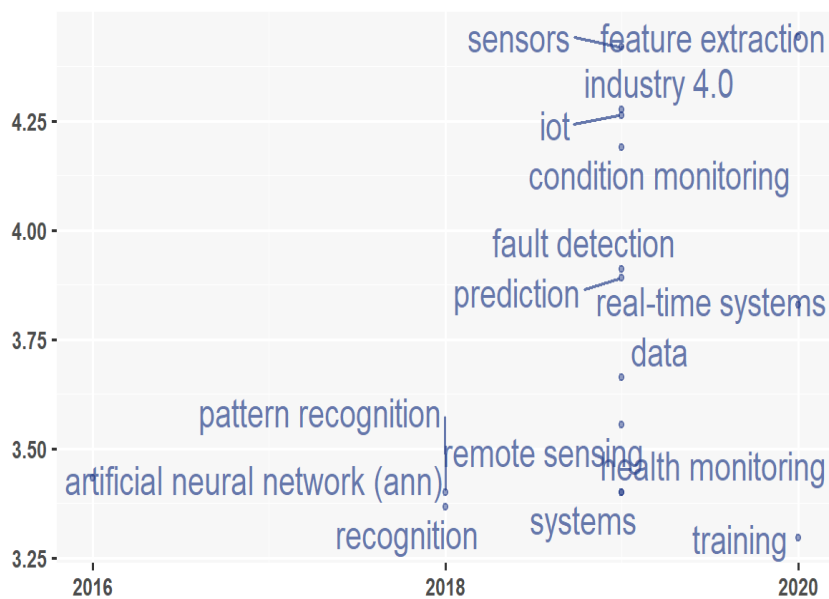 sensors
feature extraction
industry 4.0
4.25
iot
condition monitoring
4.00
fault detection
prediction
real-time systems
3.75
data
pattern recognition
3.50
remote sensing
health monitoring
artificial neural network (ann)
systems
recognition
training
3.25
2016
2018
2020